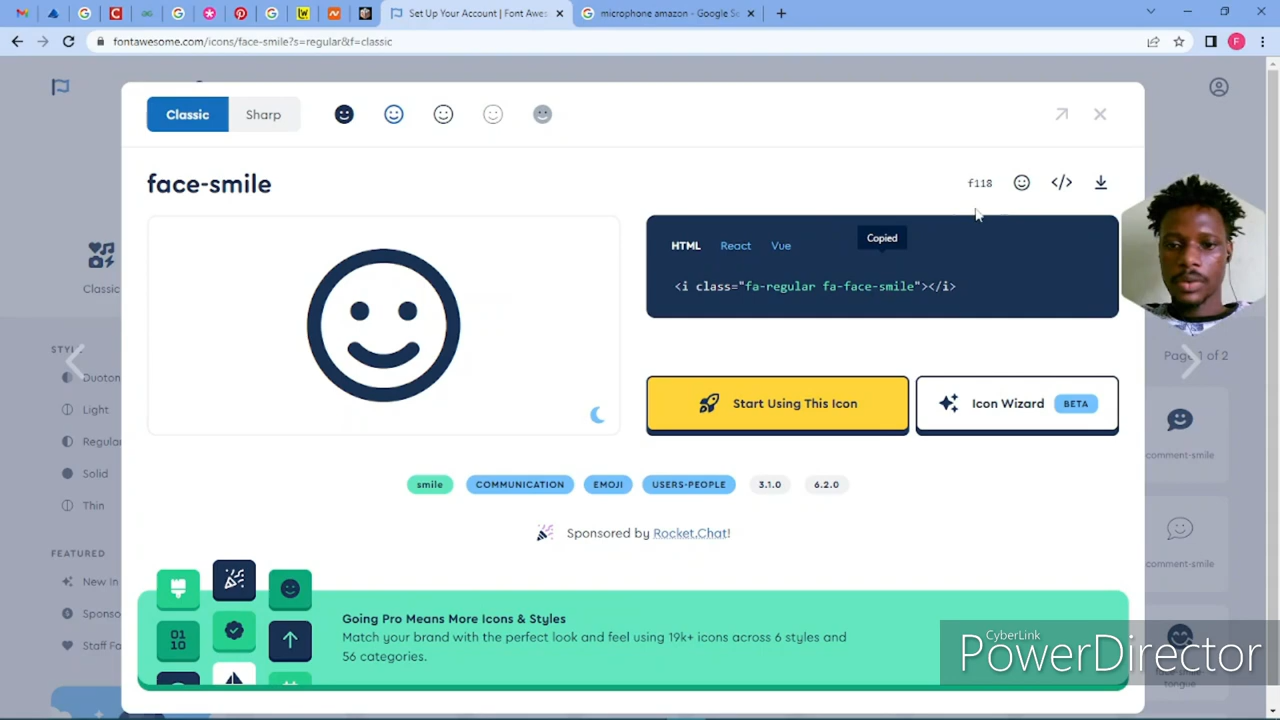 Set Up Your Account | Font Awes
microphone amazon - Google Se
fontawesome.com/icons/face-smile?s=regular&f=classic
F
Classic
Sharp
face-smile
f118
HTML
React
Vue
Copied
<i class="fa-regular fa-face-smile"></i>
Start Using This Icon
Icon Wizard
BETA
smile
COMMUNICATION
EMOJI
USERS-PEOPLE
3.1.0
6.2.0
Sponsored by Rocket.Chat!
Going Pro Means More Icons & Styles
Match your brand with the perfect look and feel using 19k+ icons across 6 styles and
56 categories.
01
10
Classic
STYL
Duoton
Light
Regular
Solid
Thin
FEATURED
New In
Sponso
Staff Fa
Page 1 of 2
comment-smile
comment-smile
tongue
CyberLink
PowerDirector